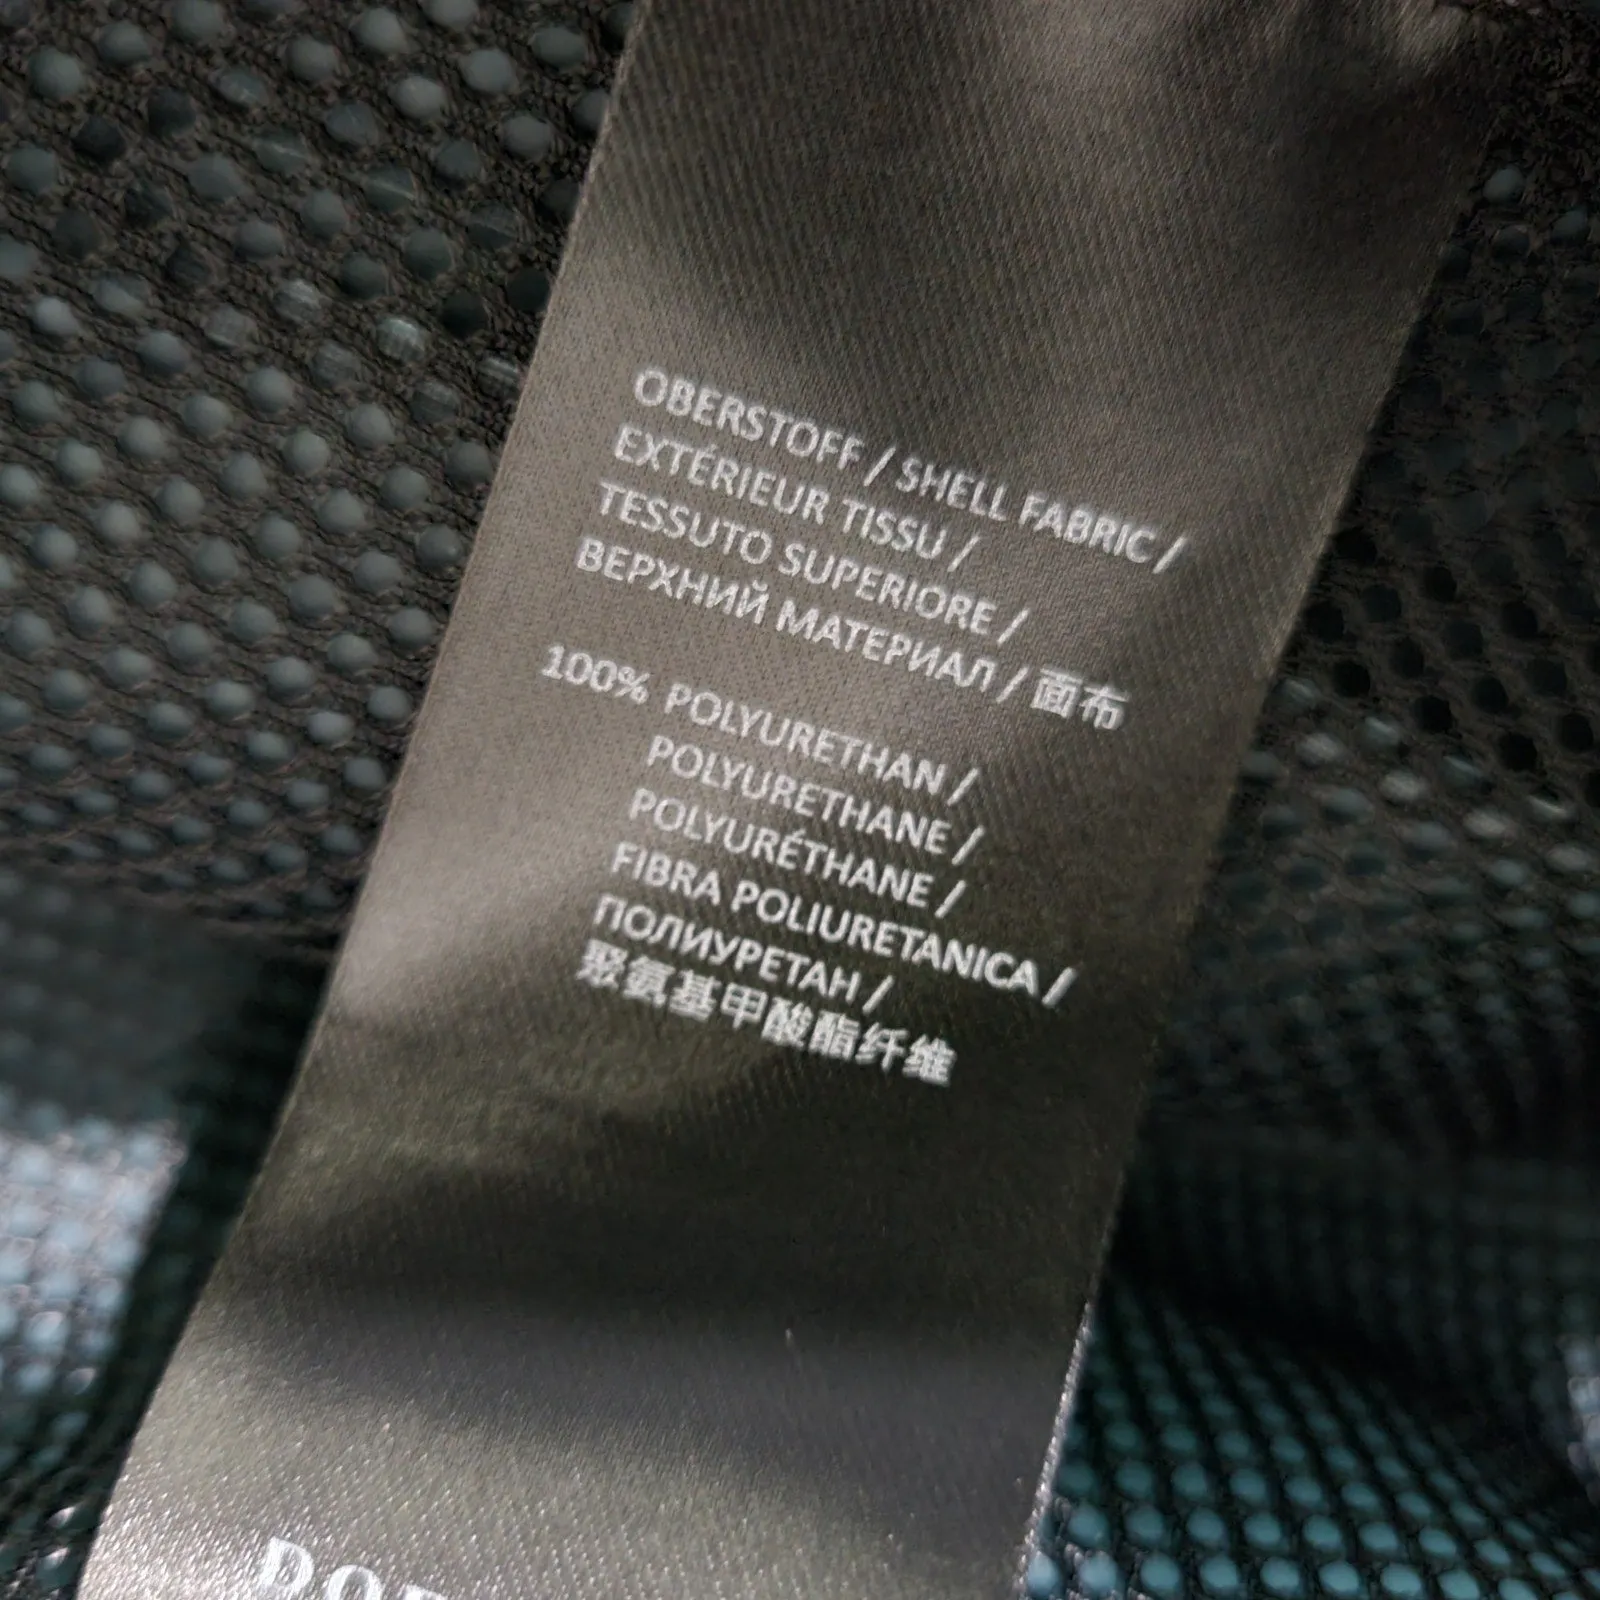 OBERSTOFF / SHELL FABRIC /
EXTÉRIEUR TISSU /
TESSUTO SUPERIORE /
ВЕРХНИЙ МАТЕРИАЛ / 面布
100% POLYURETHAN /
POLYURETHANE /
POLYURÉTHANE /
FIBRA POLIURETANICA /
ПОЛИУРЕТАН /
聚氨基甲酸酯纤维